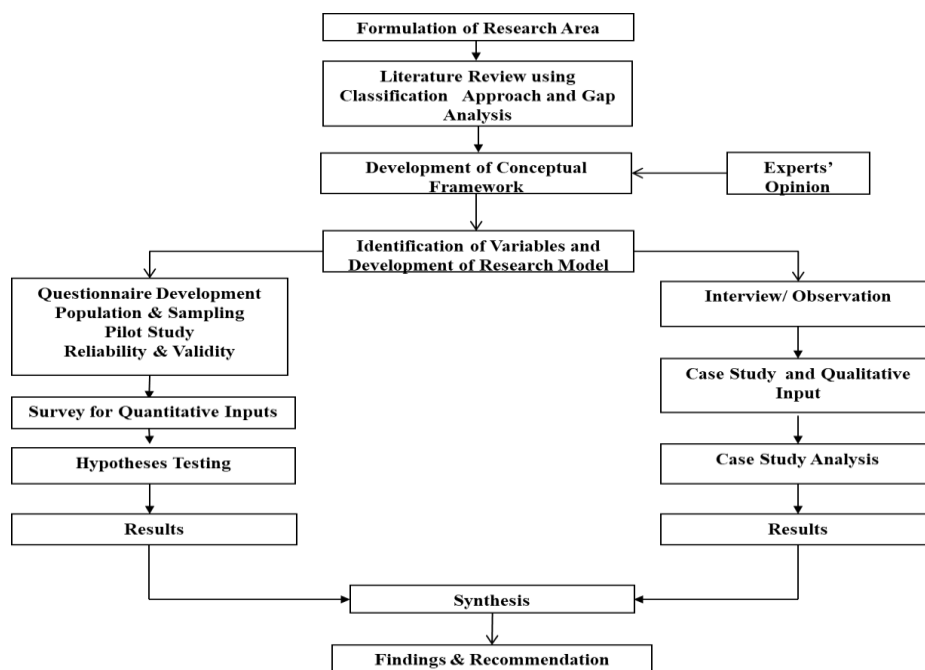 Formulation of Research Area
Literature Review using
Classification Approach and Gap
Analysis
Development of Conceptual
Framework
Experts'
Opinion
Identification of Variables and
Development of Research Model
Questionnaire Development
Population & Sampling
Pilot Study
Reliability & Validity
Survey for Quantitative Inputs
Hypotheses Testing
Results
Interview/ Observation
Case Study and Qualitative
Input
Case Study Analysis
Results
Synthesis
Findings & Recommendation